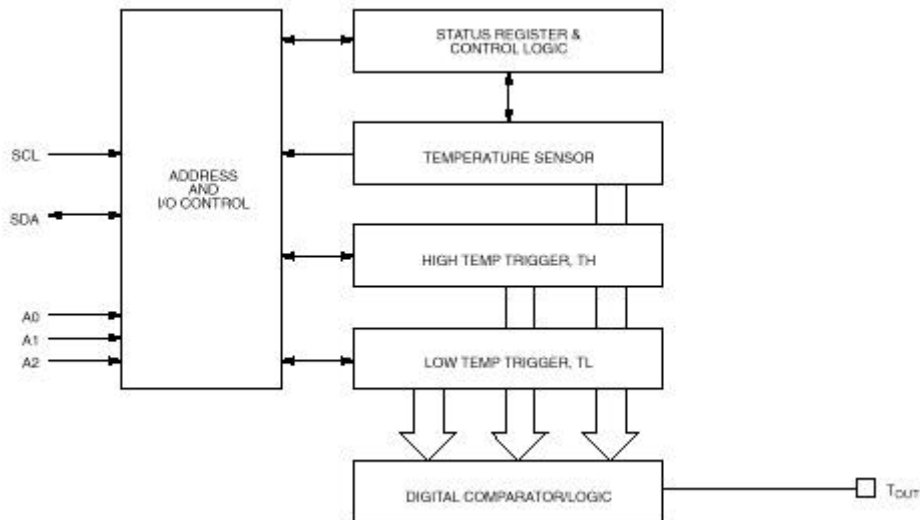 STATUS REGISTER &
CONTROL LOGIC
SCL
TEMPERATURE SENSOR
ADDRESS
AND
I/O CONTROL
SDA
HIGH TEMP TRIGGER, TH
A0
A1
A2
LOW TEMP TRIGGER, TL
DIGITAL COMPARATOR/LOGIC
TOUT